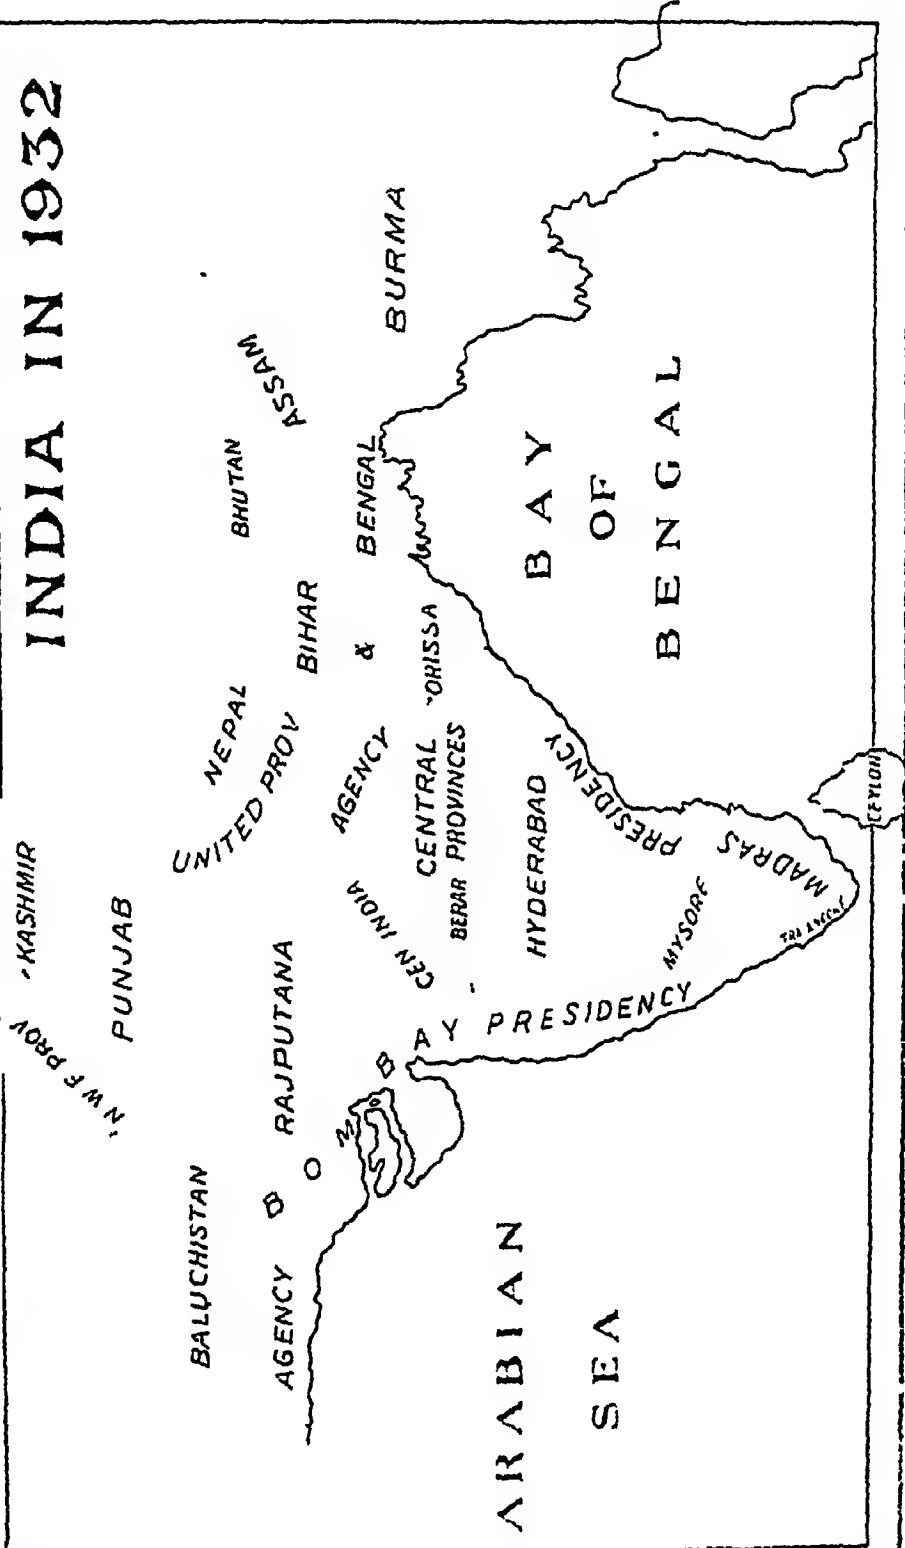 INDIA IN 1932
KASHMIR
N W F PROV
PUNJAB
BALUCHISTAN
AGENCY
RAJPUTANA
UNITED PROV
NEPAL
BHUTAN
ASSAM
BIHAR
&
ORISSA
BENGAL
BURMA
CEN INDIA
AGENCY
CENTRAL
BERAR PROVINCES
HYDERABAD
BOMBAY PRESIDENCY
MYSORE
MADRAS PRESIDENCY
CEYLON
ARABIAN
SEA
BAY
OF
BENGAL